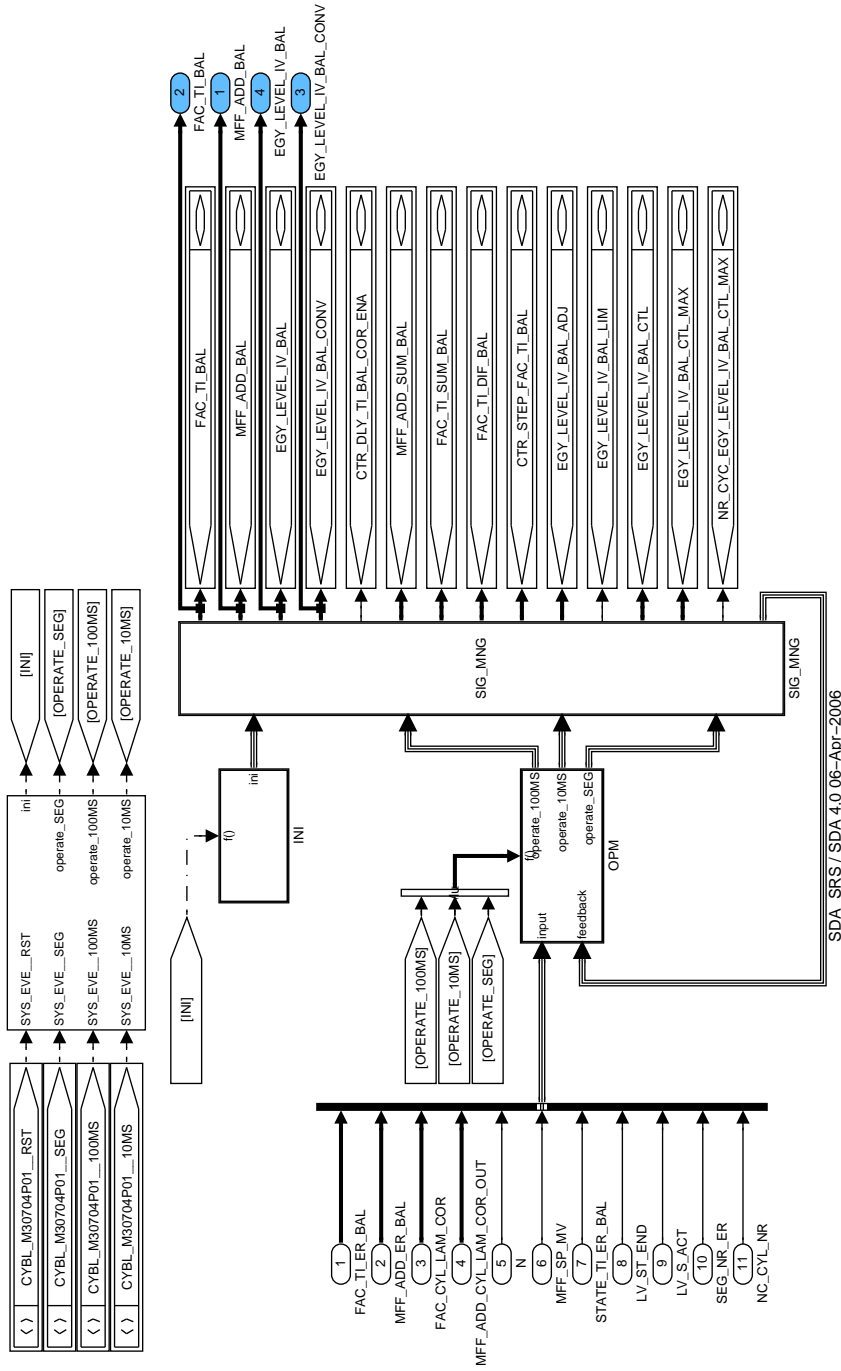 CYBL_M30704P01__RST
CYBL_M30704P01__SEG
CYBL_M30704P01__100MS
CYBL_M30704P01__10MS
SYS_EVE__RST
SYS_EVE__SEG
SYS_EVE__100MS
SYS_EVE__10MS
ini
operate_SEG
operate_100MS
operate_10MS
[INI]
[OPERATE_SEG]
[OPERATE_100MS]
[OPERATE_10MS]
[INI]
f()
ini
INI
[OPERATE_100MS]
[OPERATE_10MS]
[OPERATE_SEG]
f()
input
feedback
operate_100MS
operate_10MS
operate_SEG
OPM
1
FAC_TI_ER_BAL
2
MFF_ADD_ER_BAL
3
FAC_CYL_LAM_COR
4
MFF_ADD_CYL_LAM_COR_OUT
5
N
6
MFF_SP_MV
7
STATE_TI_ER_BAL
8
LV_ST_END
9
LV_S_ACT
10
SEG_NR_ER
11
NC_CYL_NR
SIG_MNG
SIG_MNG
FAC_TI_BAL
MFF_ADD_BAL
EGY_LEVEL_IV_BAL
EGY_LEVEL_IV_BAL_CONV
CTR_DLY_TI_BAL_COR_ENA
MFF_ADD_SUM_BAL
FAC_TI_SUM_BAL
FAC_TI_DIF_BAL
CTR_STEP_FAC_TI_BAL
EGY_LEVEL_IV_BAL_ADJ
EGY_LEVEL_IV_BAL_LIM
EGY_LEVEL_IV_BAL_CTL
EGY_LEVEL_IV_BAL_CTL_MAX
NR_CYC_EGY_LEVEL_IV_BAL_CTL_MAX
2
FAC_TI_BAL
1
MFF_ADD_BAL
4
EGY_LEVEL_IV_BAL
3
EGY_LEVEL_IV_BAL_CONV
SDA_SRS / SDA 4.0 06-Apr-2006